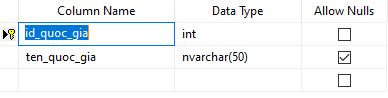 Column Name Data Type Allow Nulls
id_quoc_gia int
ten_quoc_gia nvarchar(50)